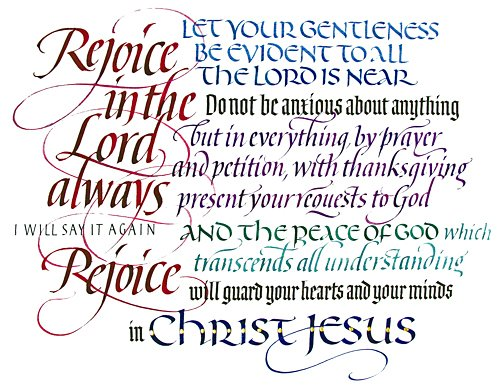 Rejoice
in the
Lord
always
I WILL SAY IT AGAIN
Rejoice
LET YOUR GENTLENESS
BE EVIDENT TO ALL
THE LORD IS NEAR
Do not be anxious about anything
but in everything, by prayer
and petition, with thanksgiving
present your requests to God
AND THE PEACE OF GOD which
transcends all understanding
will guard your hearts and your minds
in CHRIST JESUS